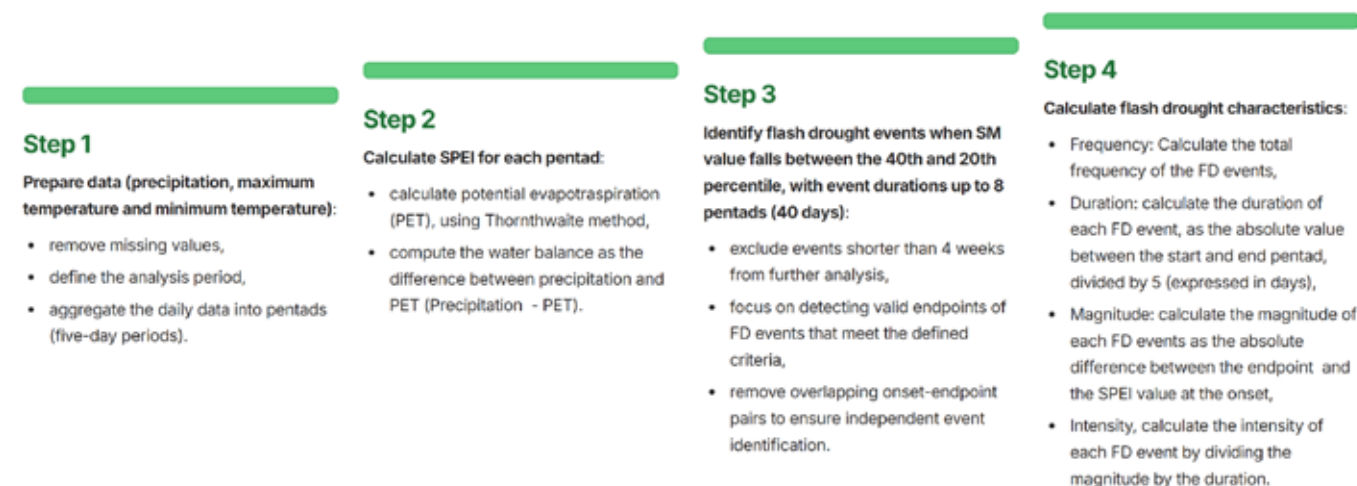 Step 1
Prepare data (precipitation, maximum
temperature and minimum temperature):
• remove missing values,
• define the analysis period,
• aggregate the daily data into pentads
(five-day periods).
Step 2
Calculate SPEI for each pentad:
• calculate potential evapotraspiration
(PET), using Thornthwaite method,
• compute the water balance as the
difference between precipitation and
PET (Precipitation - PET).
Step 3
Identify flash drought events when SM
value falls between the 40th and 20th
percentile, with event durations up to 8
pentads (40 days):
• exclude events shorter than 4 weeks
from further analysis,
• focus on detecting valid endpoints of
FD events that meet the defined
criteria,
• remove overlapping onset-endpoint
pairs to ensure independent event
identification.
Step 4
Calculate flash drought characteristics:
• Frequency: Calculate the total
frequency of the FD events,
• Duration: calculate the duration of
each FD event, as the absolute value
between the start and end pentad,
divided by 5 (expressed in days),
• Magnitude: calculate the magnitude of
each FD events as the absolute
difference between the endpoint and
the SPEI value at the onset,
• Intensity, calculate the intensity of
each FD event by dividing the
magnitude by the duration.